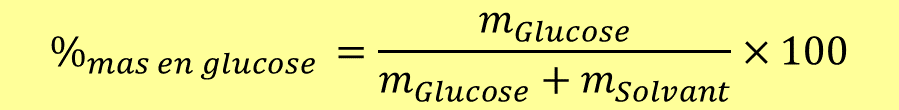 %mas en glucose = mGlucose / mGlucose + mSolvant × 100